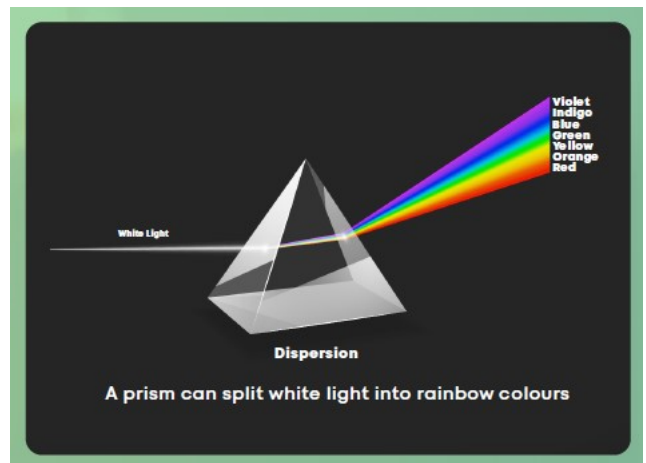 Violet
Indigo
Blue
Green
Yellow
Orange
Red
White Light
Dispersion
A prism can split white light into rainbow colours